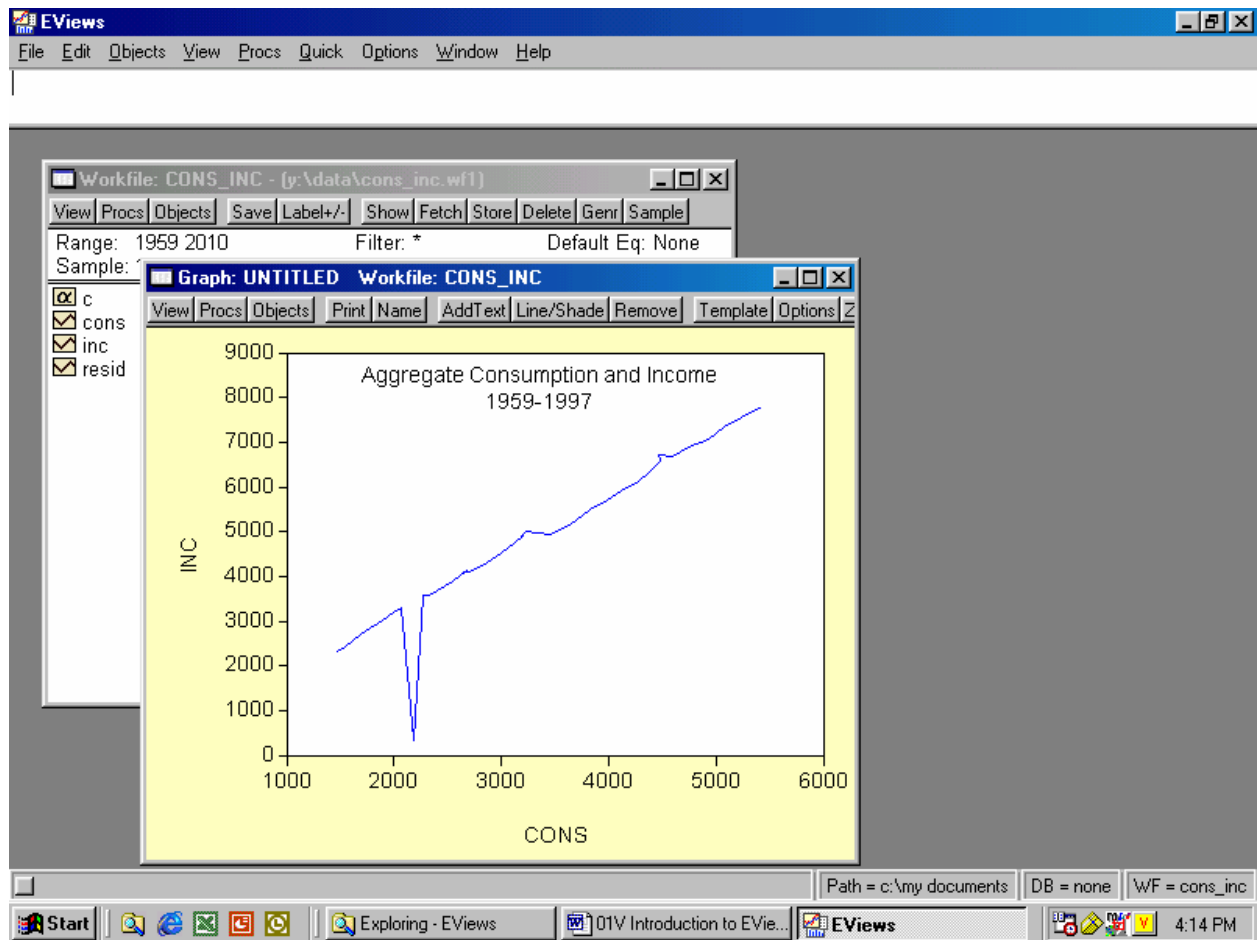 EViews
File Edit Objects View Procs Quick Options Window Help
Workfile: CONS_INC - (y:\data\cons_inc.wf1)
View Procs Objects Save Label+/- Show Fetch Store Delete Genr Sample
Range: 1959 2010 Filter: * Default Eq: None
Sample:
c
cons
inc
resid
Graph: UNTITLED Workfile: CONS_INC
View Procs Objects Print Name AddText Line/Shade Remove Template Options Z
Aggregate Consumption and Income
1959-1997
9000
8000
7000
6000
5000
4000
3000
2000
1000
0
INC
1000 2000 3000 4000 5000 6000
CONS
Path = c:\my documents DB = none WF = cons_inc
Start Exploring - EViews 01V Introduction to EVie... EViews 4:14 PM